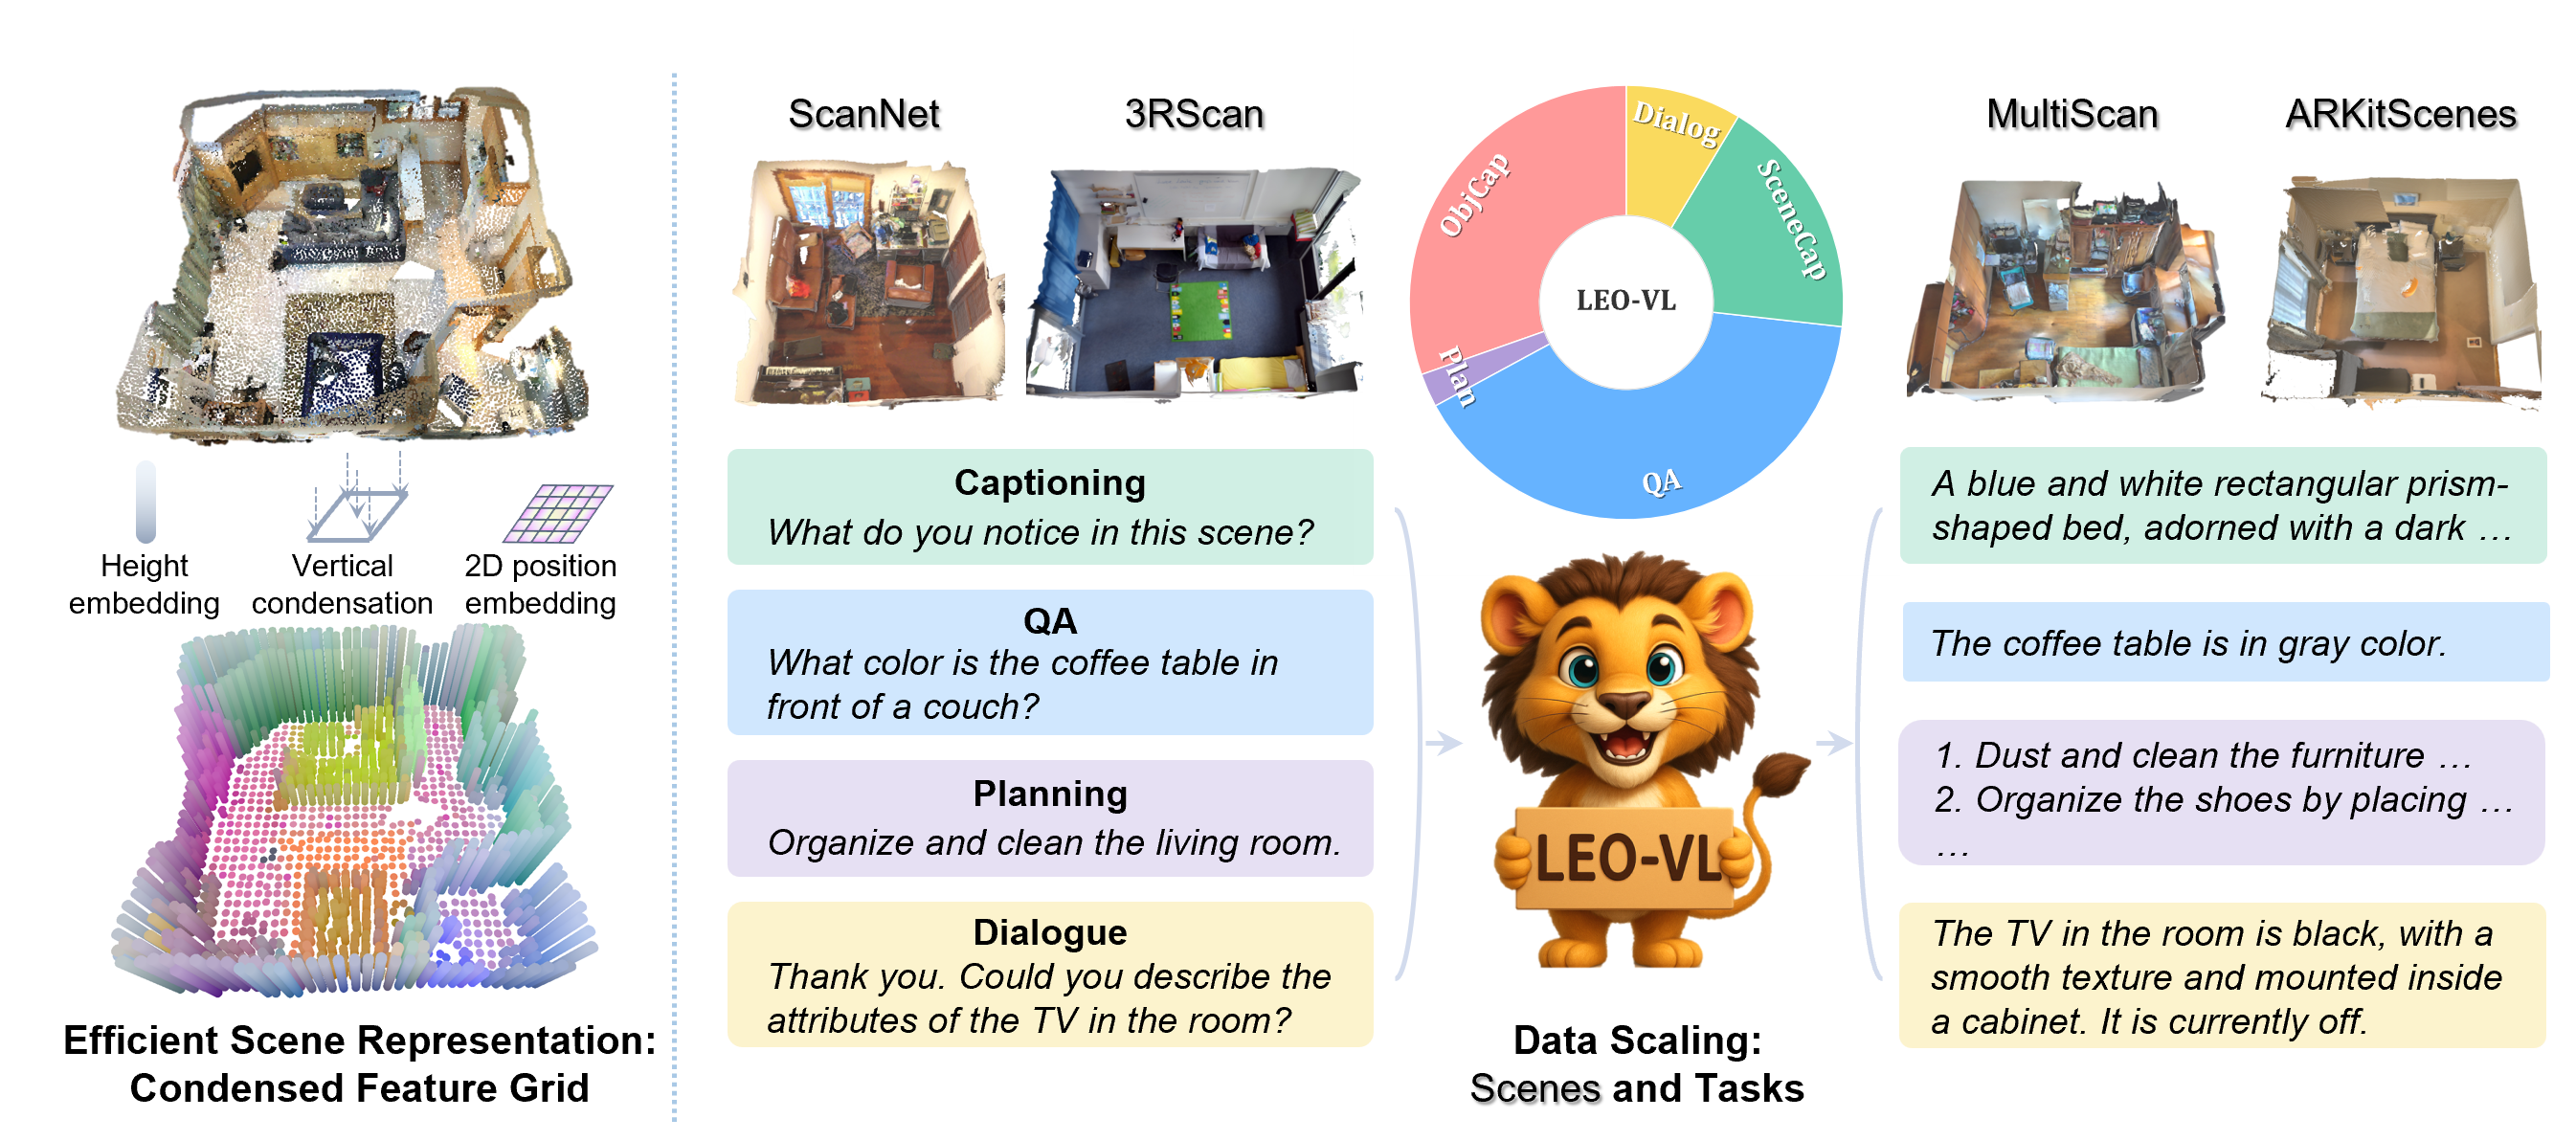 Height
embedding
Vertical
condensation
2D position
embedding
Efficient Scene Representation:
Condensed Feature Grid
ScanNet
3RScan
Dialog
SceneCap
QA
Plan
ObjCap
LEO-VL
MultiScan
ARKitScenes
Captioning
What do you notice in this scene?
QA
What color is the coffee table in
front of a couch?
Planning
Organize and clean the living room.
Dialogue
Thank you. Could you describe the
attributes of the TV in the room?
LEO-VL
Data Scaling:
Scenes and Tasks
A blue and white rectangular prism-
shaped bed, adorned with a dark …
The coffee table is in gray color.
1. Dust and clean the furniture …
2. Organize the shoes by placing …
…
The TV in the room is black, with a
smooth texture and mounted inside
a cabinet. It is currently off.